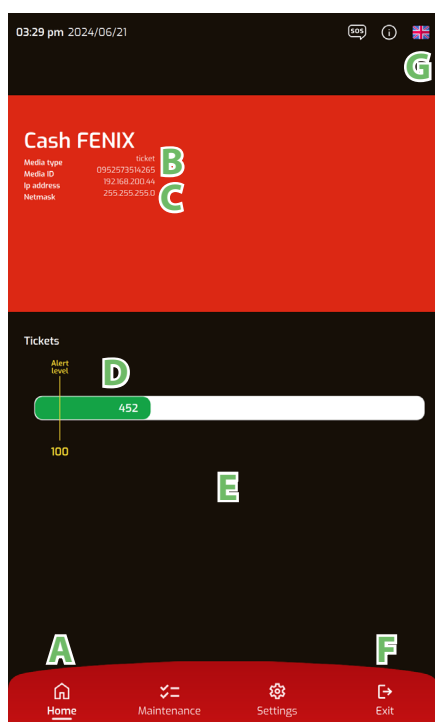 03:29 pm 2024/06/21 SOS i
G
Cash FENIX
Media type ticket
B
Media ID 0952573514265
Ip address 192.168.200.44
Netmask 255.255.255.0
C
Tickets
Alert
level
D
452
100
E
A
F
Home Maintenance Settings Exit